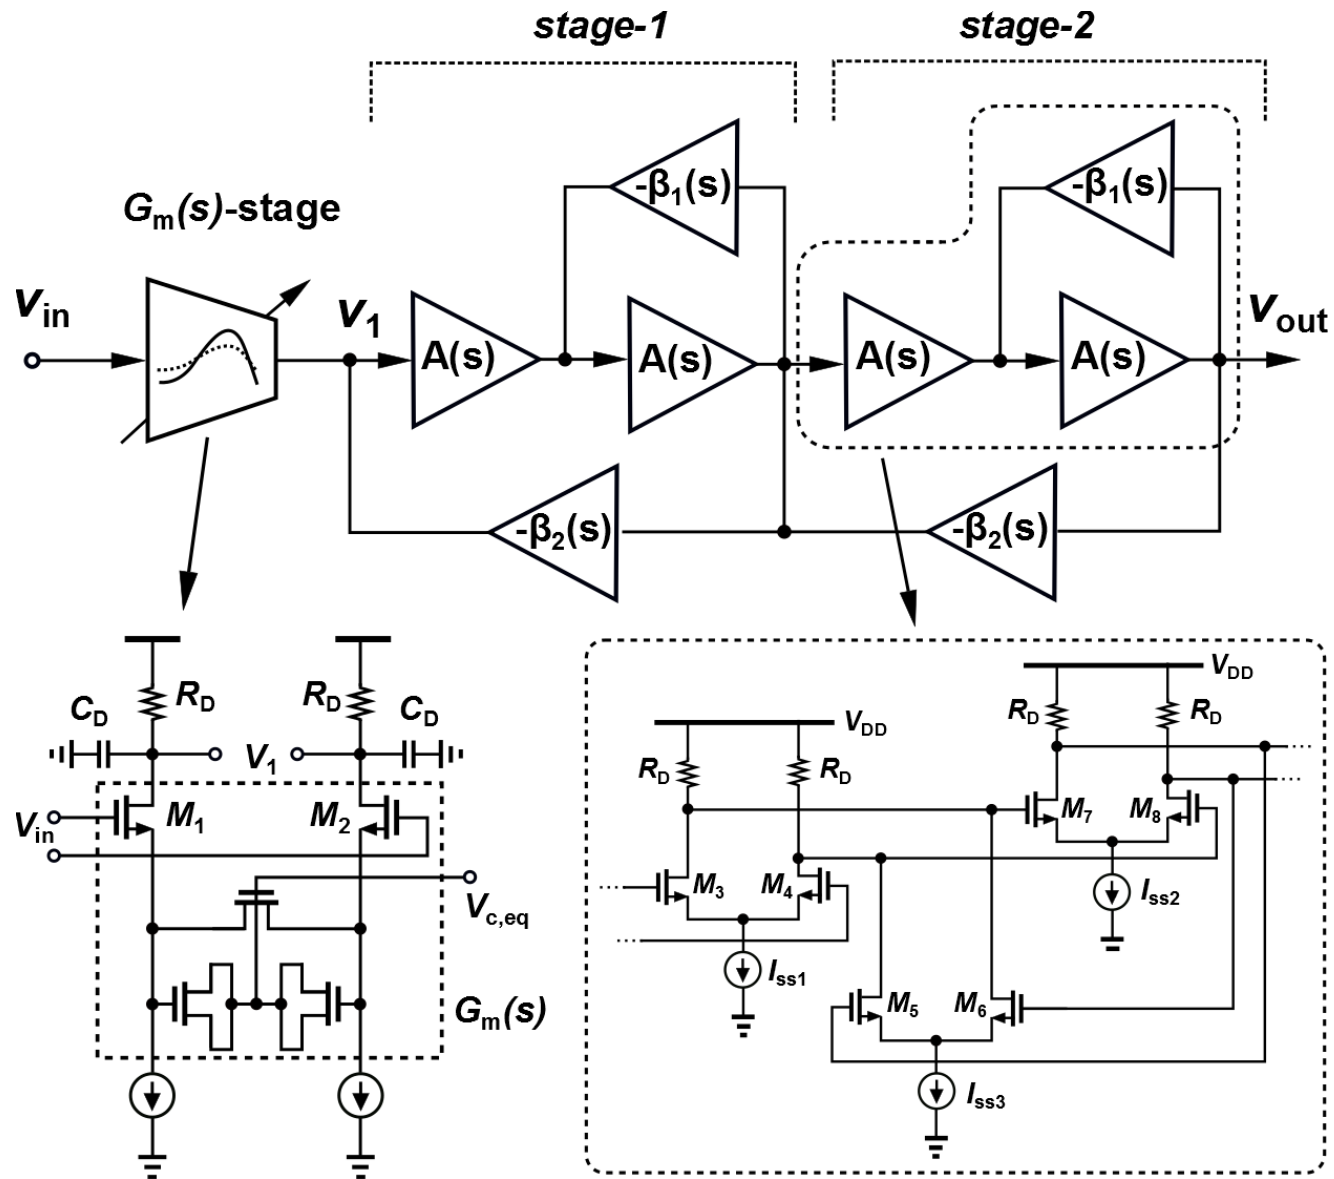 stage-1
stage-2
Gm(s)-stage
vin
v1
A(s)
-β1(s)
A(s)
A(s)
-β1(s)
A(s)
vout
-β2(s)
-β2(s)
RD
RD
CD
CD
V1
Vin
M1
M2
Vc,eq
Gm(s)
VDD
RD
RD
VDD
RD
RD
M3
M4
M7
M8
Iss1
Iss2
M5
M6
Iss3